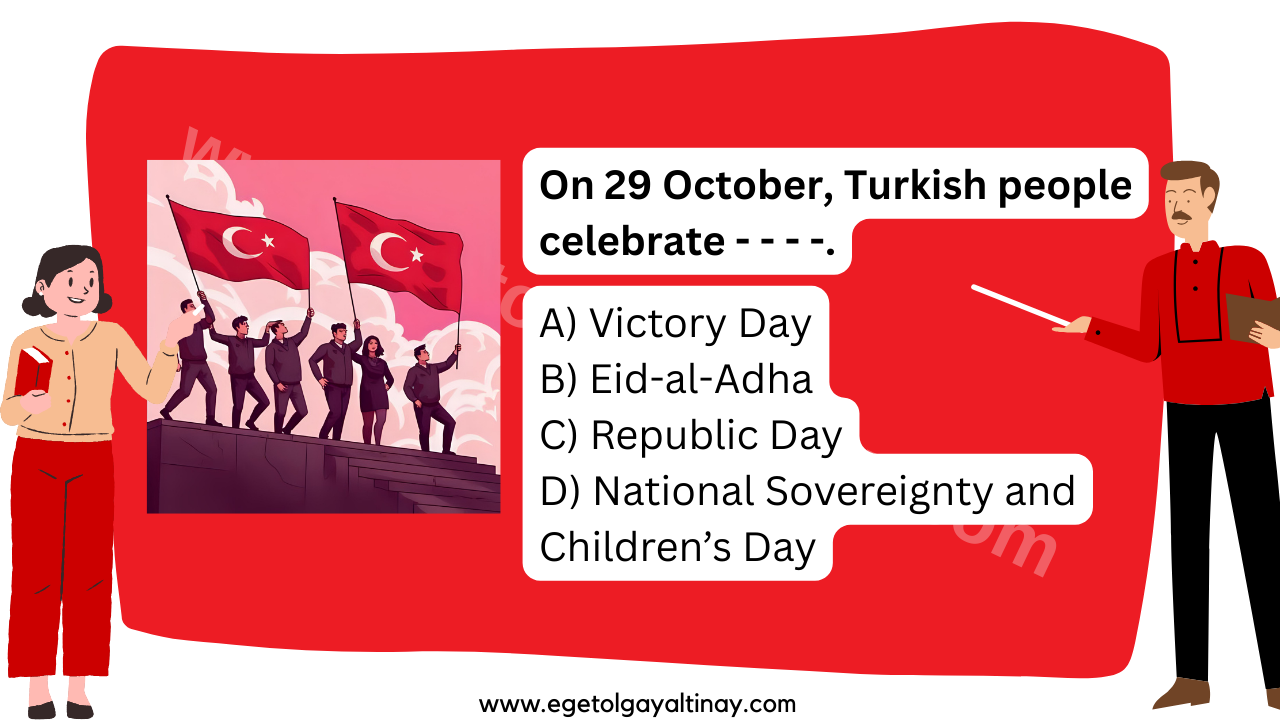 On 29 October, Turkish people
celebrate - - - -.
A) Victory Day
B) Eid-al-Adha
C) Republic Day
D) National Sovereignty and
Children’s Day
www.egetolgayaltinay.com